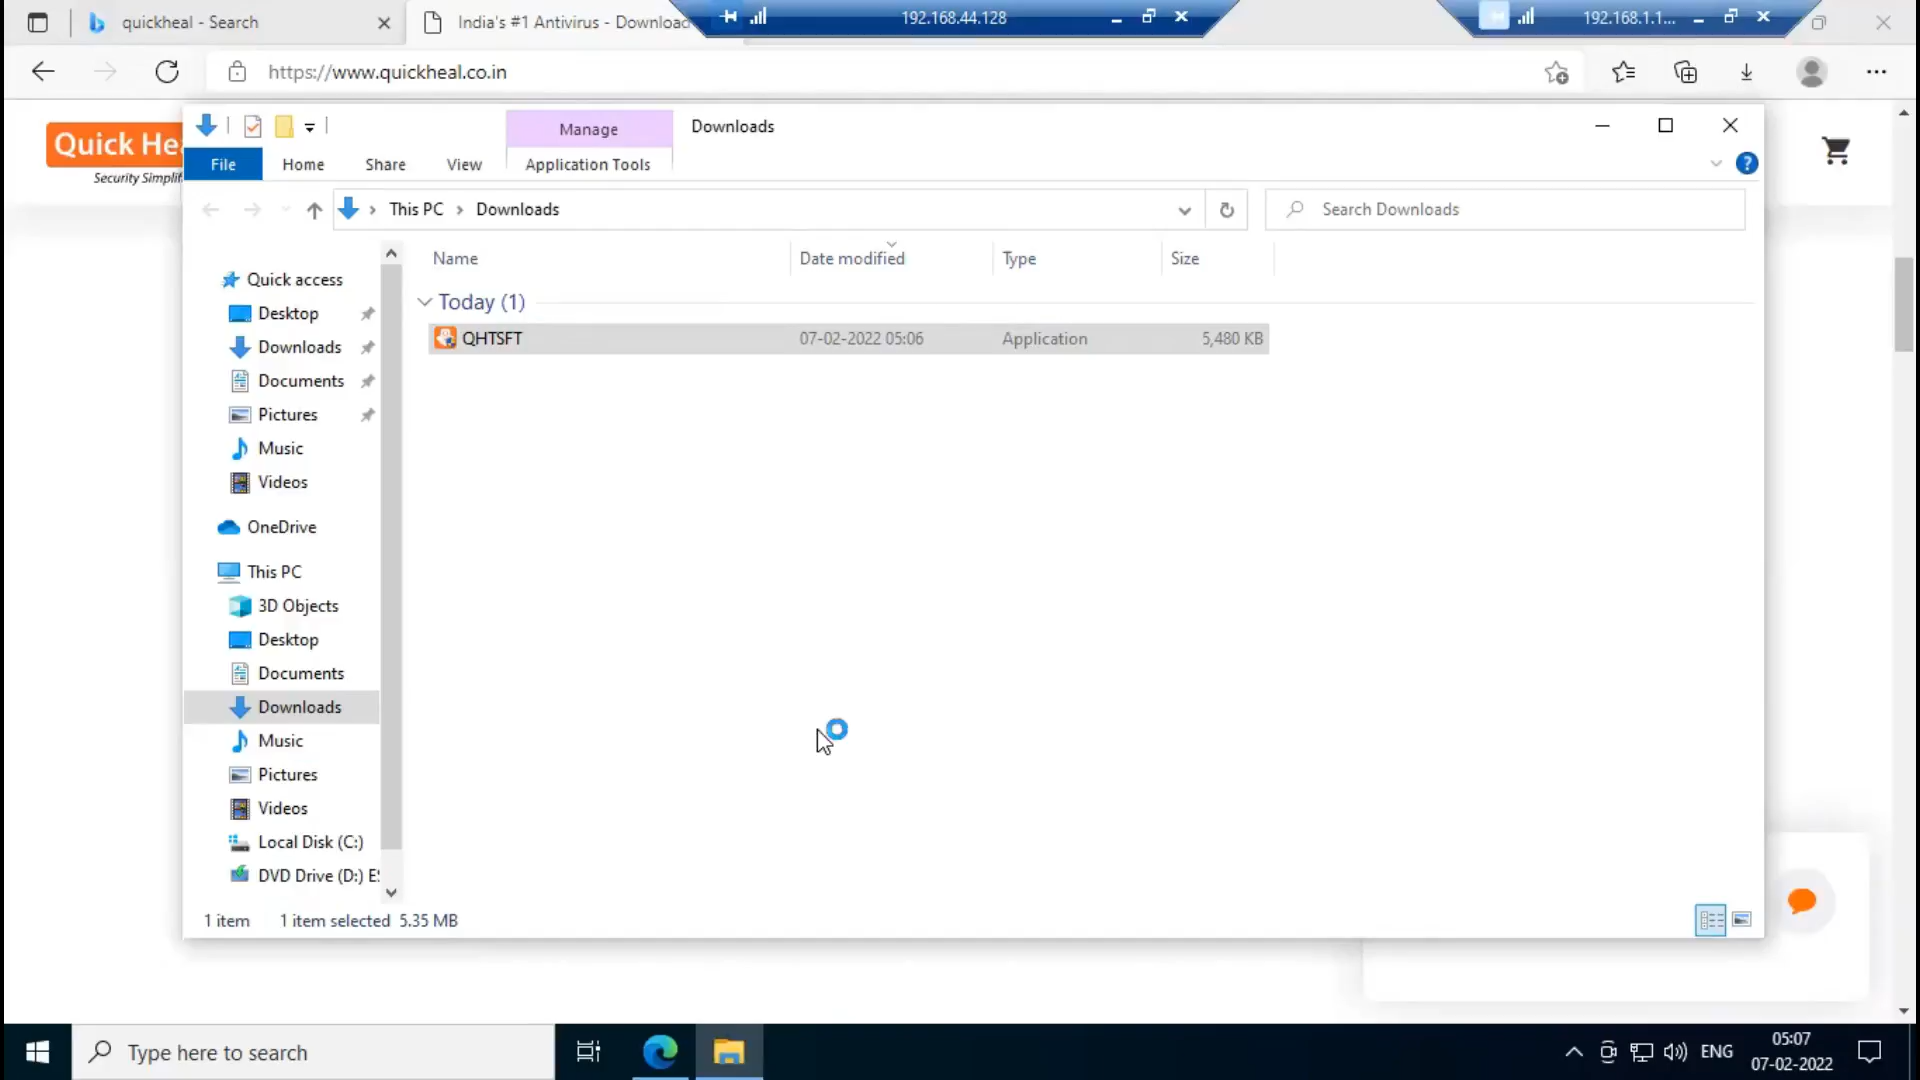 quickheal - Search
India's #1 Antivirus - Download
192.168.44.128
192.168.1.1...
https://www.quickheal.co.in
Quick He
Security Simplifi
Manage
Downloads
File
Home
Share
View
Application Tools
This PC
Downloads
Search Downloads
Name
Date modified
Type
Size
Today (1)
QHTSFT
07-02-2022 05:06
Application
5,480 KB
Quick access
Desktop
Downloads
Documents
Pictures
Music
Videos
OneDrive
This PC
3D Objects
Desktop
Documents
Downloads
Music
Pictures
Videos
Local Disk (C:)
DVD Drive (D:) ES
1 item
1 item selected 5.35 MB
Type here to search
ENG
05:07
07-02-2022